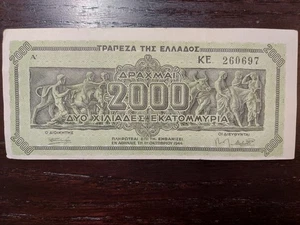 ΤΡΑΠΕΖΑ ΤΗΣ ΕΛΛΑΔΟΣ
ΚΕ 260697
ΔΡΑΧΜΑΙ
2000
ΔΥΟ ΧΙΛΙΑΔΕΣ ΕΚΑΤΟΜΜΥΡΙΑ
Ο ΔΙΟΙΚΗΤΗΣ
ΠΛΗΡΩΤΕΑΙ ΕΠΙ ΤΗ ΕΜΦΑΝΙΣΕΙ
ΕΝ ΑΘΗΝΑΙΣ ΤΗ 11 ΟΚΤΩΒΡΙΟΥ 1944